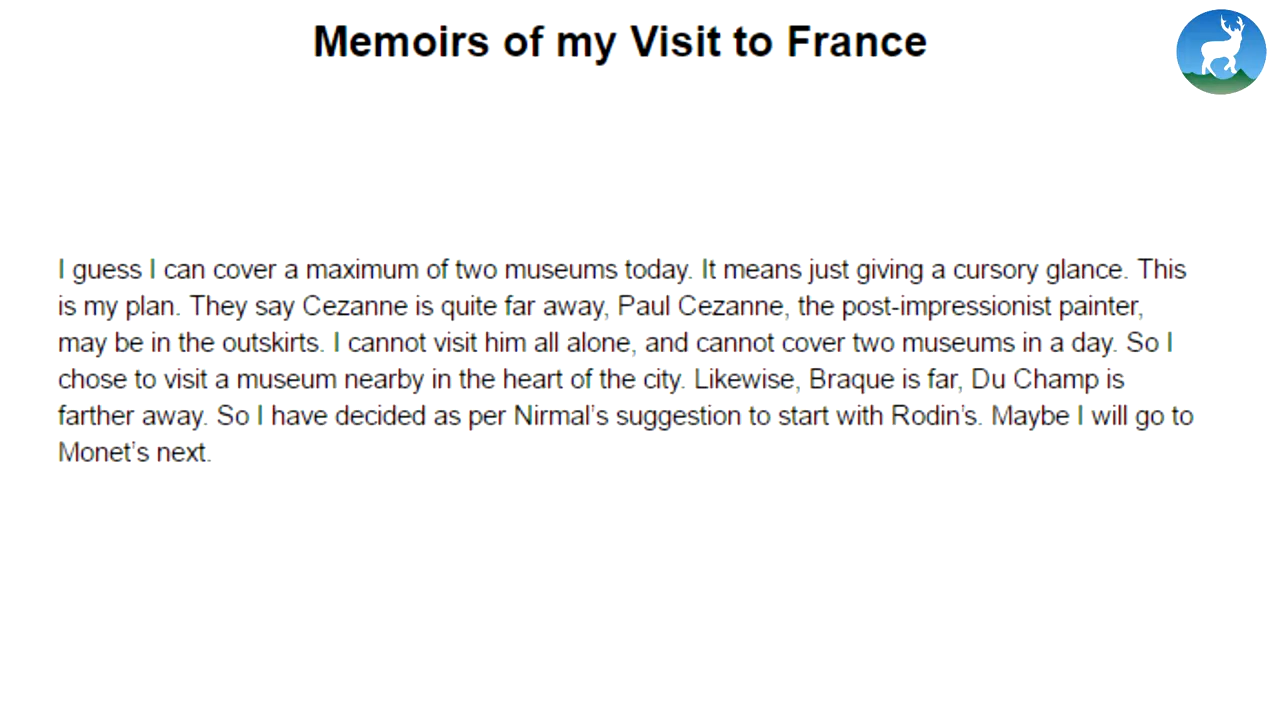 Memoirs of my Visit to France
I guess I can cover a maximum of two museums today. It means just giving a cursory glance. This
is my plan. They say Cezanne is quite far away, Paul Cezanne, the post-impressionist painter,
may be in the outskirts. I cannot visit him all alone, and cannot cover two museums in a day. So I
chose to visit a museum nearby in the heart of the city. Likewise, Braque is far, Du Champ is
farther away. So I have decided as per Nirmal’s suggestion to start with Rodin’s. Maybe I will go to
Monet’s next.